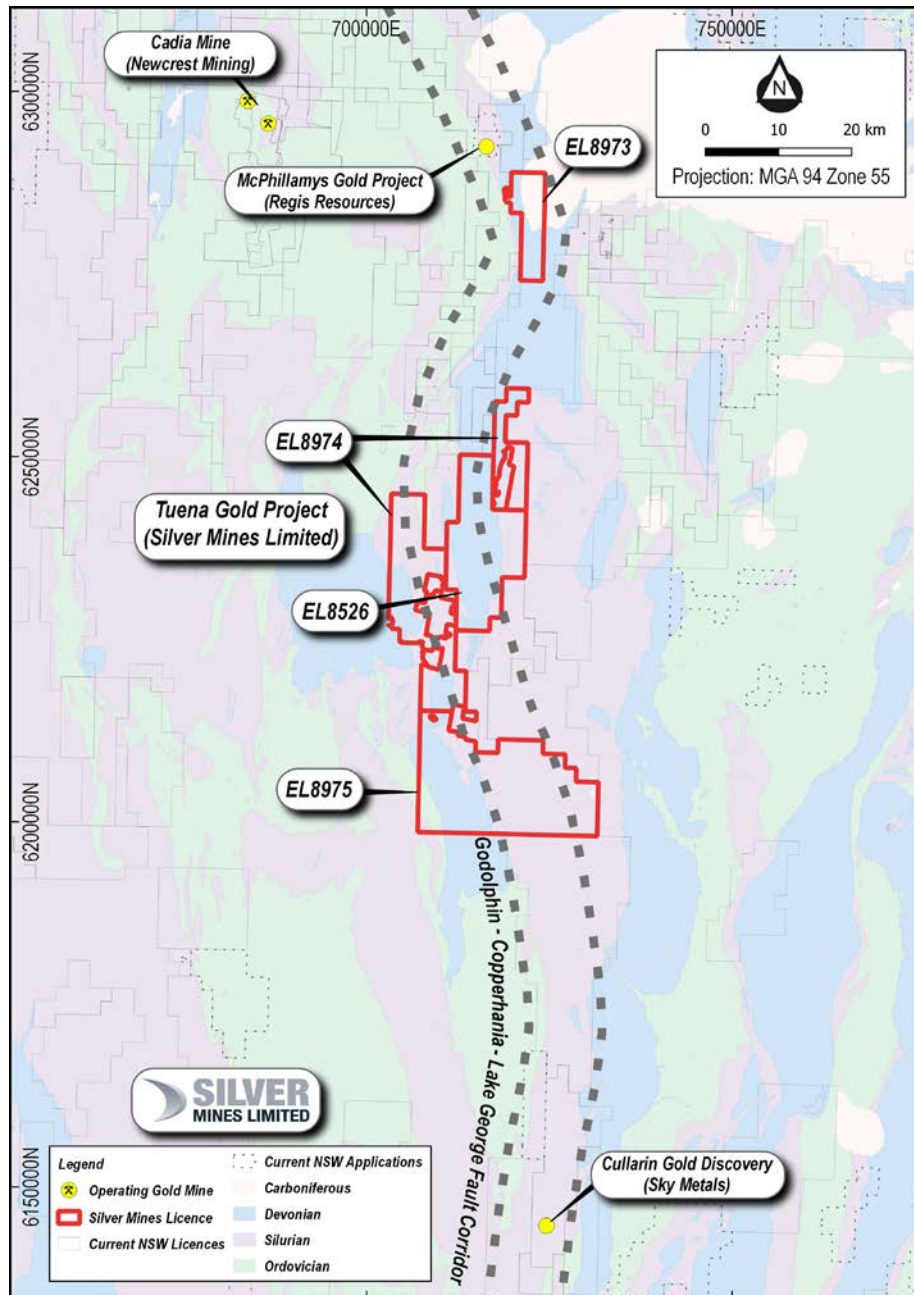 700000E
750000E
Cadia Mine
(Newcrest Mining)
6300000N
N
0 10 20 km
Projection: MGA 94 Zone 55
EL8973
McPhillamys Gold Project
(Regis Resources)
6250000N
EL8974
Tuena Gold Project
(Silver Mines Limited)
EL8526
EL8975
6200000N
Godolphin - Copperhania - Lake George Fault Corridor
SILVER
MINES LIMITED
Legend
Operating Gold Mine
Silver Mines Licence
Current NSW Licences
Current NSW Applications
Carboniferous
Devonian
Silurian
Ordovician
Cullarin Gold Discovery
(Sky Metals)
6150000N